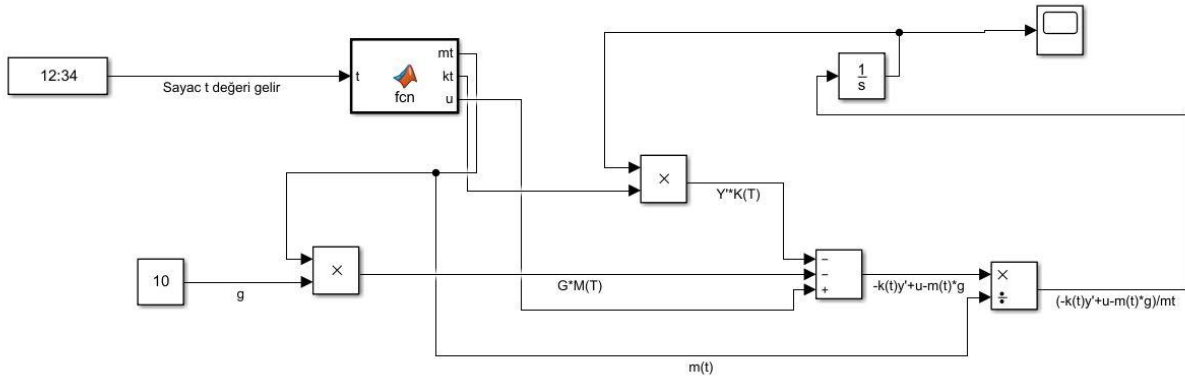 12:34
Sayac t değeri gelir
t
fcn
mt
kt
u
1
s
×
Y'*K(T)
10
g
×
G*M(T)
−
−
+
-k(t)y'+u-m(t)*g
×
÷
(-k(t)y'+u-m(t)*g)/mt
m(t)